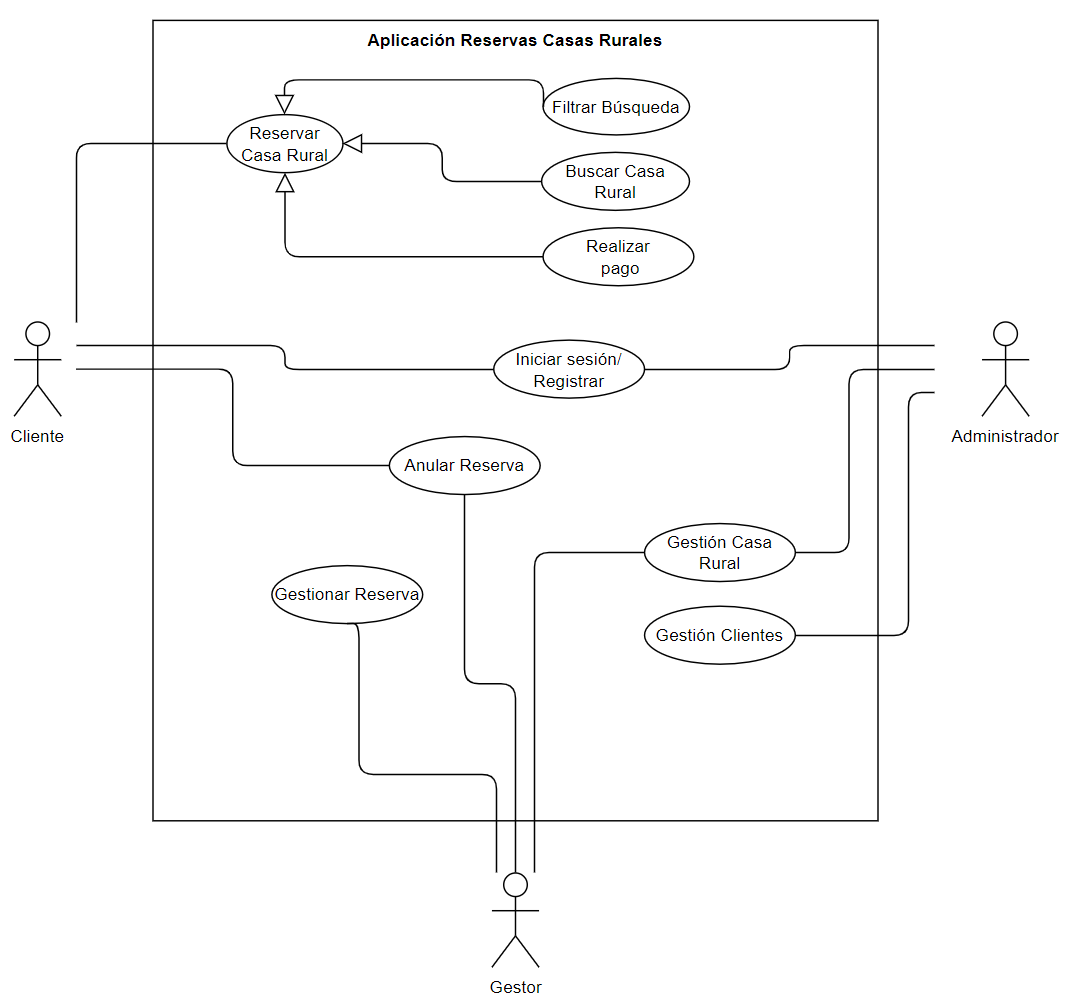 Aplicación Reservas Casas Rurales
Filtrar Búsqueda
Reservar
Casa Rural
Buscar Casa
Rural
Realizar
pago
Iniciar sesión/
Registrar
Cliente
Administrador
Anular Reserva
Gestión Casa
Rural
Gestionar Reserva
Gestión Clientes
Gestor